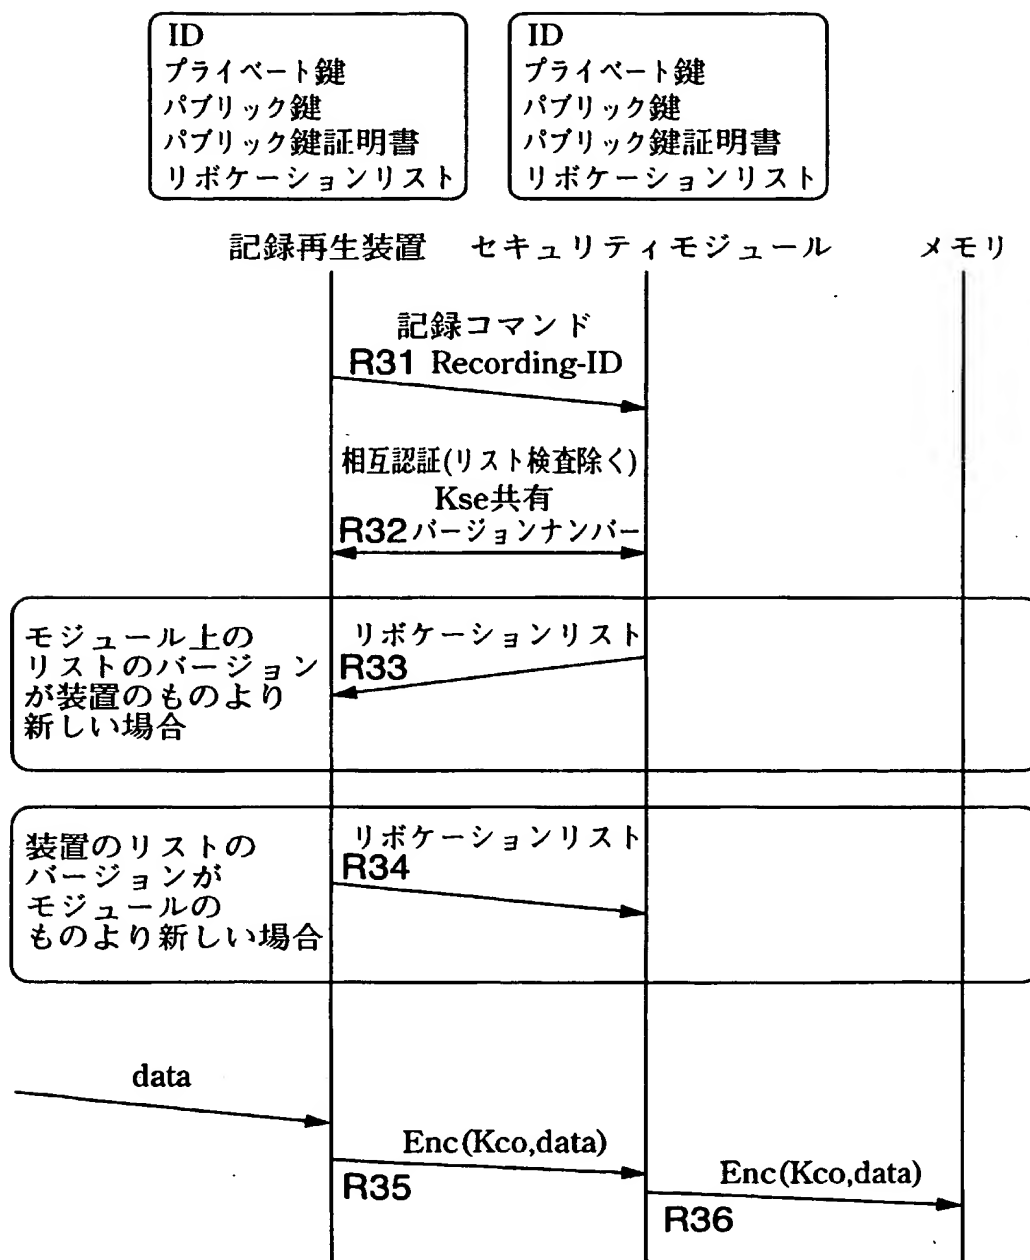 ID
プライベート鍵
パブリック鍵
パブリック鍵証明書
リボケーションリスト
ID
プライベート鍵
パブリック鍵
パブリック鍵証明書
リボケーションリスト
記録再生装置 セキュリティモジュール メモリ
記録コマンド
R31 Recording-ID
相互認証(リスト検査除く)
Kse共有
R32 バージョンナンバー
モジュール上の
リストのバージョン
が装置のものより
新しい場合
リボケーションリスト
R33
装置のリストの
バージョンが
モジュールの
ものより新しい場合
リボケーションリスト
R34
data
Enc(Kco,data)
R35
Enc(Kco,data)
R36